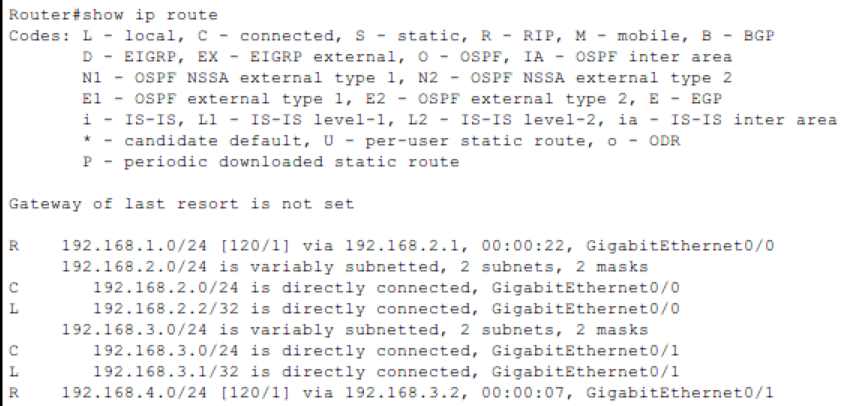 Router#show ip route
Codes: L - local, C - connected, S - static, R - RIP, M - mobile, B - BGP
D - EIGRP, EX - EIGRP external, O - OSPF, IA - OSPF inter area
N1 - OSPF NSSA external type 1, N2 - OSPF NSSA external type 2
E1 - OSPF external type 1, E2 - OSPF external type 2, E - EGP
i - IS-IS, L1 - IS-IS level-1, L2 - IS-IS level-2, ia - IS-IS inter area
* - candidate default, U - per-user static route, o - ODR
P - periodic downloaded static route
Gateway of last resort is not set
R 192.168.1.0/24 [120/1] via 192.168.2.1, 00:00:22, GigabitEthernet0/0
192.168.2.0/24 is variably subnetted, 2 subnets, 2 masks
C 192.168.2.0/24 is directly connected, GigabitEthernet0/0
L 192.168.2.2/32 is directly connected, GigabitEthernet0/0
192.168.3.0/24 is variably subnetted, 2 subnets, 2 masks
C 192.168.3.0/24 is directly connected, GigabitEthernet0/1
L 192.168.3.1/32 is directly connected, GigabitEthernet0/1
R 192.168.4.0/24 [120/1] via 192.168.3.2, 00:00:07, GigabitEthernet0/1